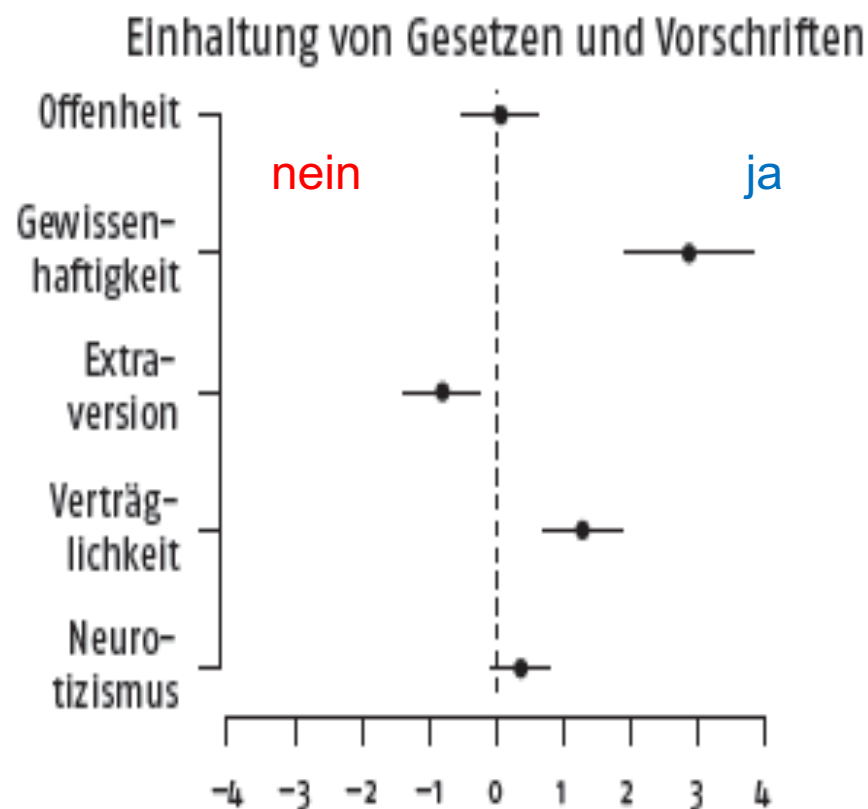 Einhaltung von Gesetzen und Vorschriften
Offenheit
nein
ja
Gewissen-
haftigkeit
Extra-
version
Verträg-
lichkeit
Neuro-
tizismus
-4 -3 -2 -1 0 1 2 3 4